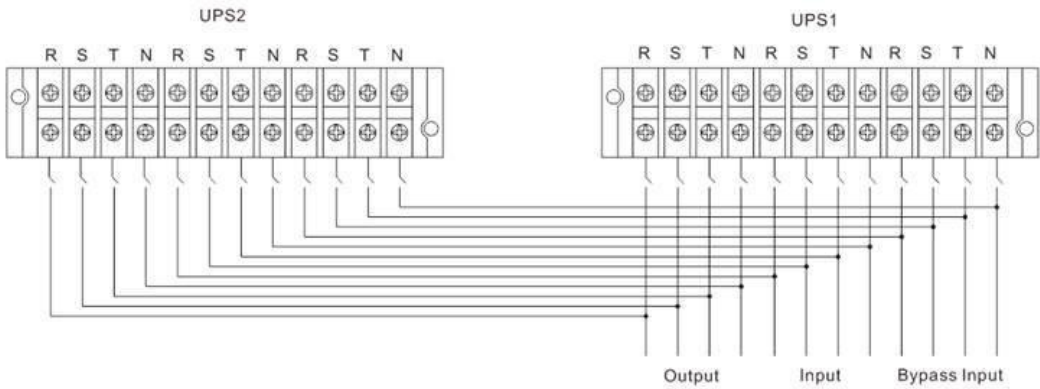 UPS2
UPS1
R S T N R S T N R S T N
R S T N R S T N R S T N
Output
Input
Bypass Input